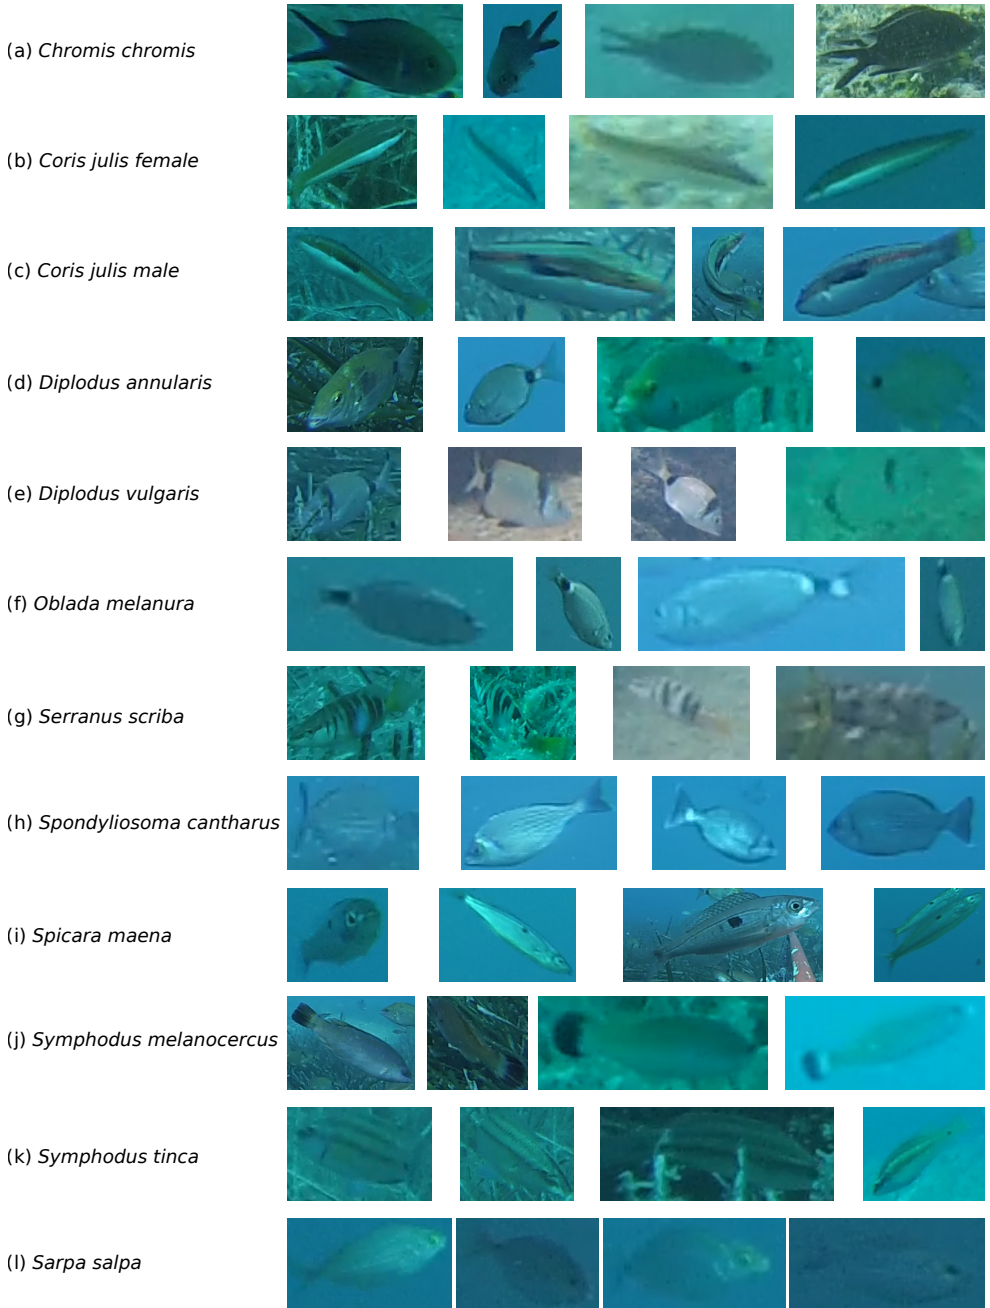 (a) Chromis chromis
(b) Coris julis female
(c) Coris julis male
(d) Diplodus annularis
(e) Diplodus vulgaris
(f) Oblada melanura
(g) Serranus scriba
(h) Spondyliosoma cantharus
(i) Spicara maena
(j) Symphodus melanocercus
(k) Symphodus tinca
(l) Sarpa salpa